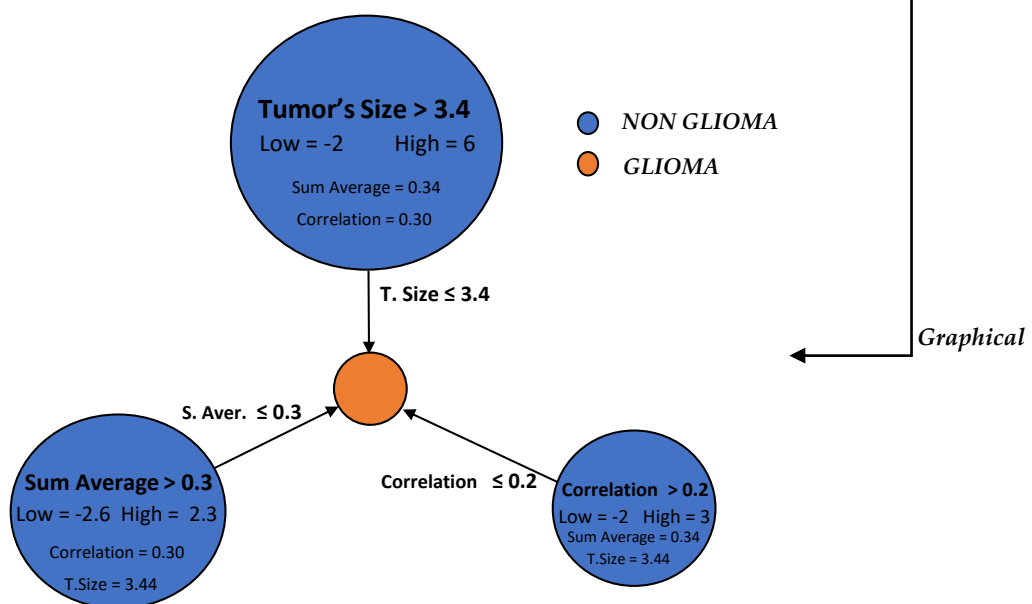 Tumor's Size > 3.4
Low = -2 High = 6
Sum Average = 0.34
Correlation = 0.30
NON GLIOMA
GLIOMA
T. Size ≤ 3.4
Graphical
S. Aver. ≤ 0.3
Sum Average > 0.3
Low = -2.6 High = 2.3
Correlation = 0.30
T.Size = 3.44
Correlation ≤ 0.2
Correlation > 0.2
Low = -2 High = 3
Sum Average = 0.34
T.Size = 3.44